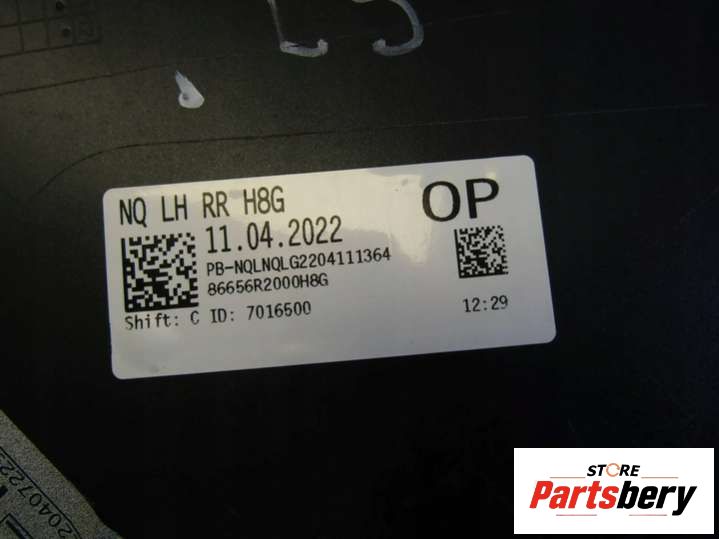 NQ LH RR H8G
OP
11.04.2022
PB-NQLNQLG2204111364
86656R2000H8G
Shift: C ID: 7016500
12:29
STORE
Partsbery